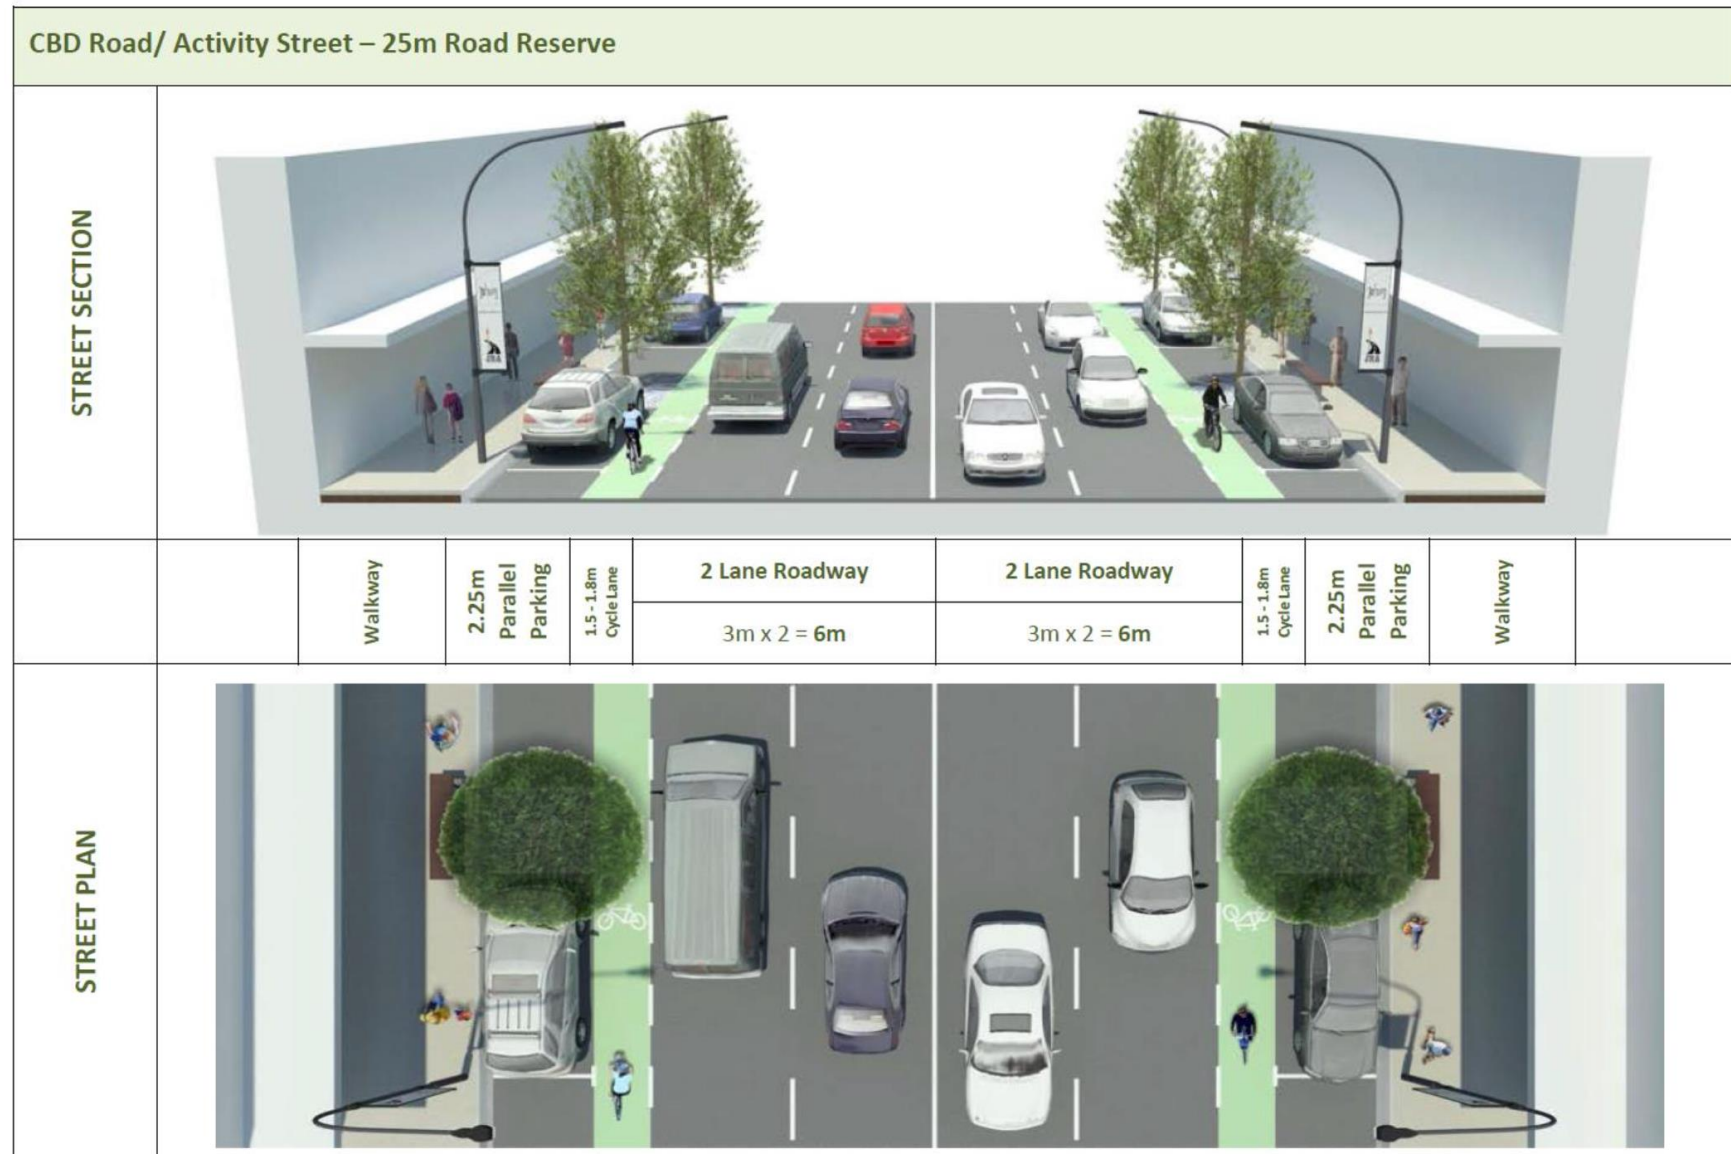 CBD Road/ Activity Street – 25m Road Reserve
STREET SECTION
Walkway
2.25m
Parallel
Parking
1.5 - 1.8m
Cycle Lane
2 Lane Roadway
3m x 2 = 6m
2 Lane Roadway
3m x 2 = 6m
1.5 - 1.8m
Cycle Lane
2.25m
Parallel
Parking
Walkway
STREET PLAN